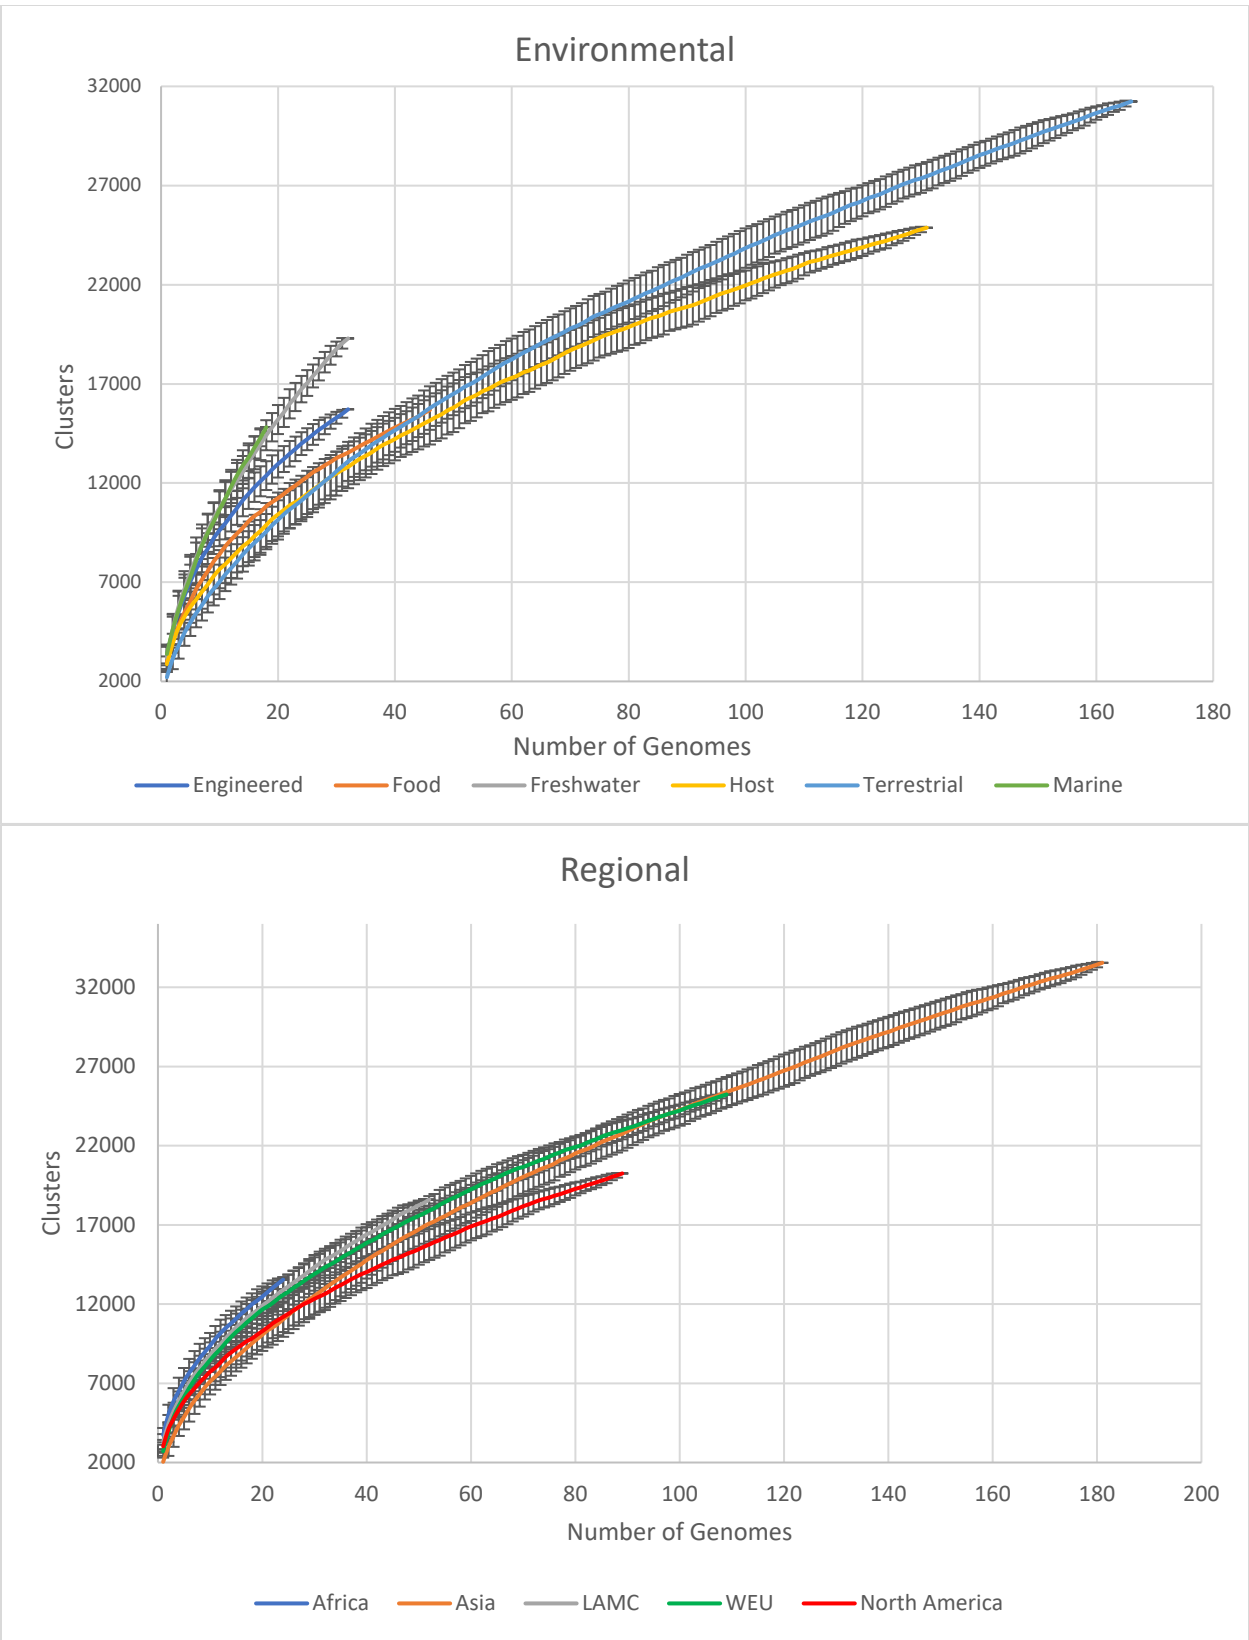 Environmental
32000
27000
22000
17000
12000
7000
2000
Clusters
0 20 40 60 80 100 120 140 160 180
Number of Genomes
Engineered Food Freshwater Host Terrestrial Marine
Regional
32000
27000
22000
17000
12000
7000
2000
Clusters
0 20 40 60 80 100 120 140 160 180 200
Number of Genomes
Africa Asia LAMC WEU North America